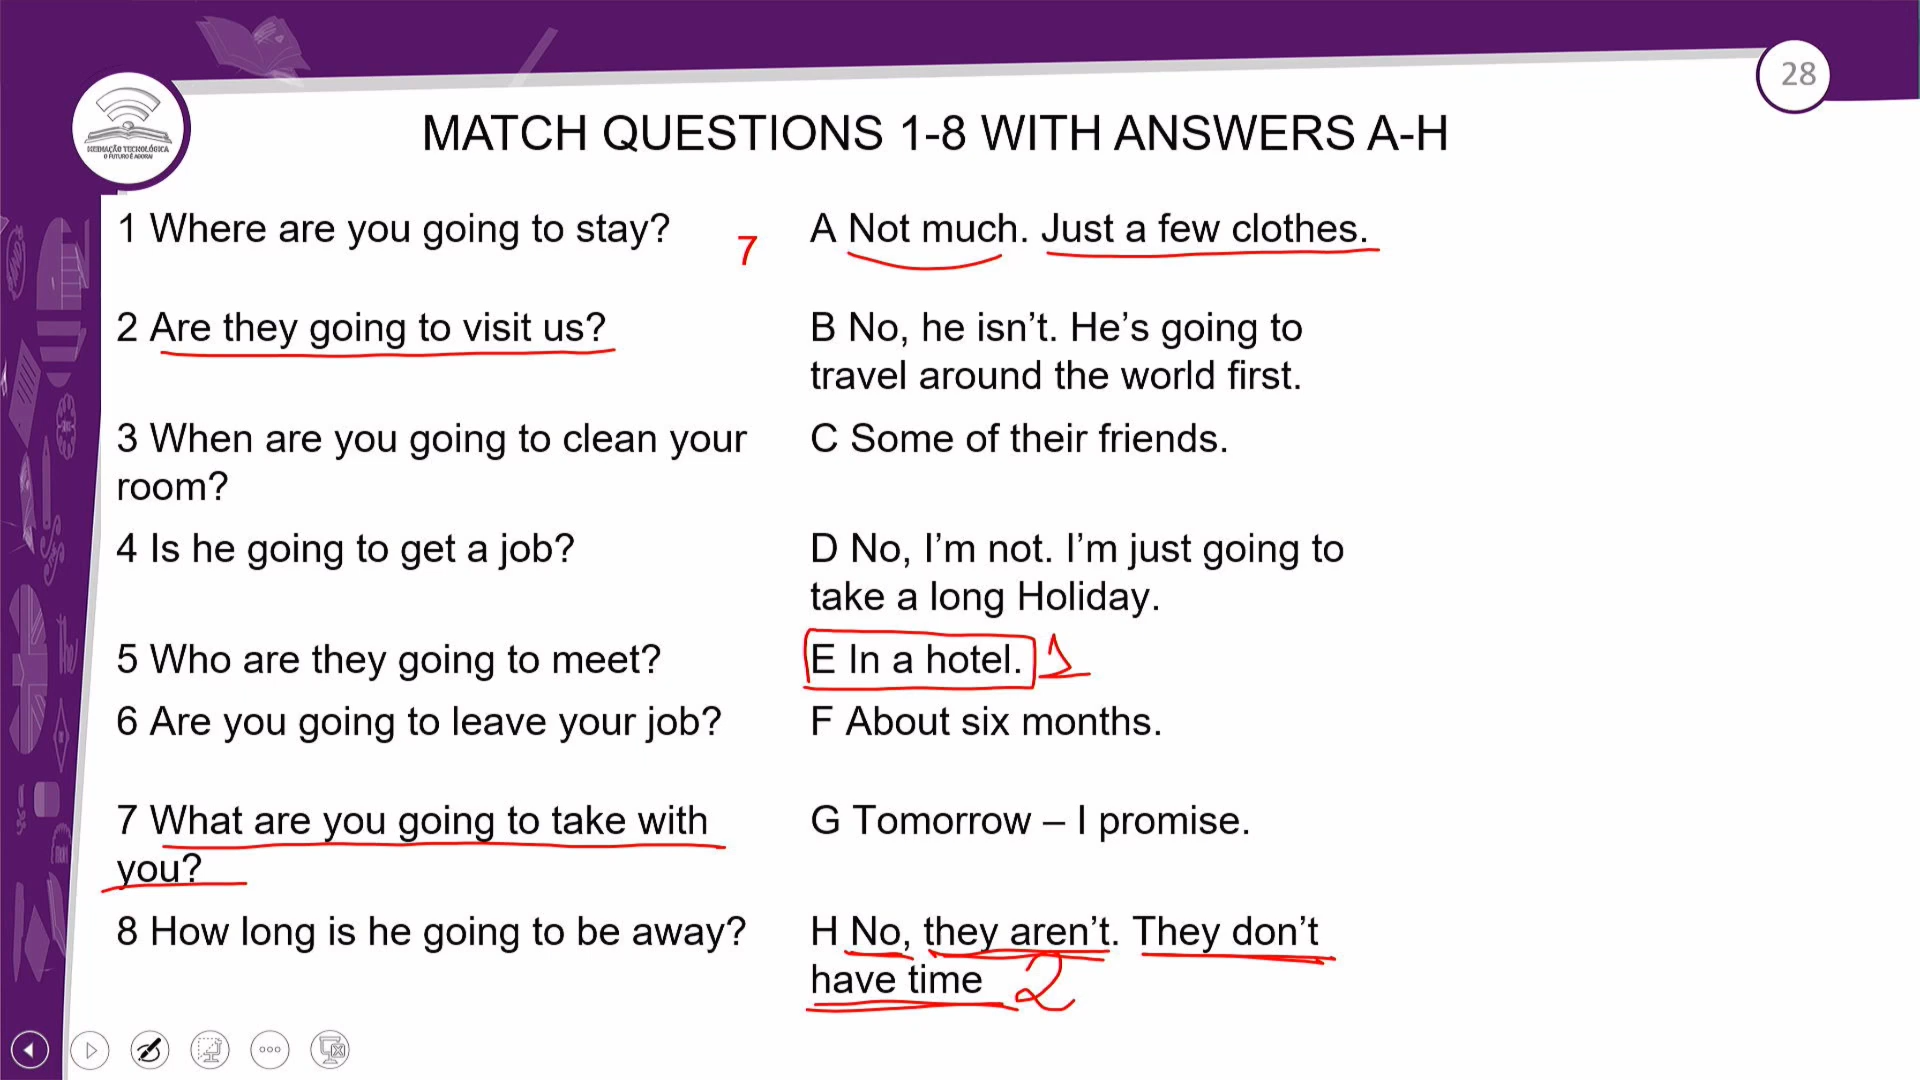 28
MEDIAÇÃO TECNOLÓGICA
O FUTURO É AGORA!
MATCH QUESTIONS 1-8 WITH ANSWERS A-H
1 Where are you going to stay?
7
A Not much. Just a few clothes.
2 Are they going to visit us?
B No, he isn’t. He’s going to
travel around the world first.
3 When are you going to clean your
room?
C Some of their friends.
4 Is he going to get a job?
D No, I’m not. I’m just going to
take a long Holiday.
5 Who are they going to meet?
E In a hotel. 1
6 Are you going to leave your job?
F About six months.
7 What are you going to take with
you?
G Tomorrow – I promise.
8 How long is he going to be away?
H No, they aren’t. They don’t
have time 2